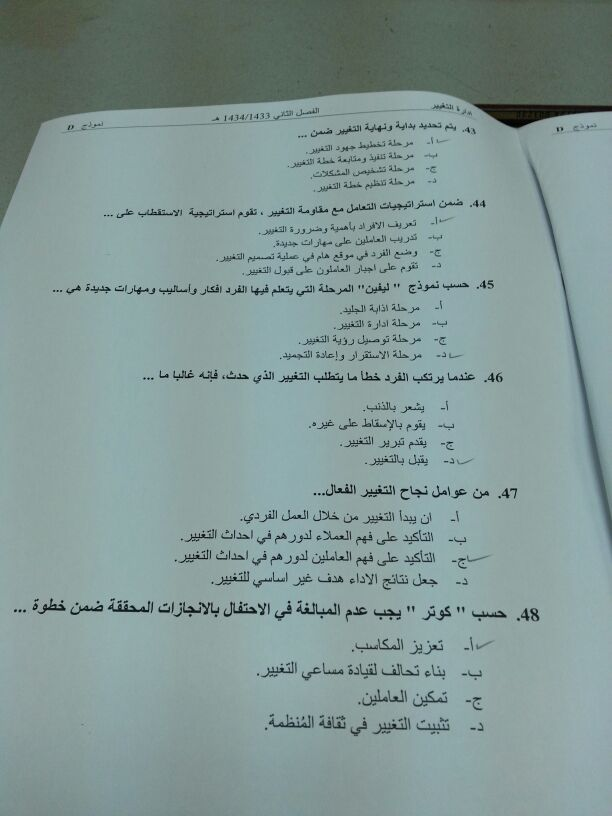 إدارة التغيير الفصل الثاني 1434/1433 هـ نموذج D
43. يتم تحديد بداية ونهاية التغيير ضمن ...
أ- مرحلة تخطيط جهود التغيير.
ب- مرحلة تنفيذ ومتابعة خطة التغيير.
ج- مرحلة تشخيص المشكلات.
د- مرحلة تنظيم خطة التغيير.
44. ضمن استراتيجيات التعامل مع مقاومة التغيير ، تقوم استراتيجية الاستقطاب على ...
أ- تعريف الافراد بأهمية وضرورة التغيير.
ب- تدريب العاملين على مهارات جديدة.
ج- وضع الفرد في موقع هام في عملية تصميم التغيير.
د- تقوم على اجبار العاملون على قبول التغيير.
45. حسب نموذج " ليفين" المرحلة التي يتعلم فيها الفرد افكار وأساليب ومهارات جديدة هي ...
أ- مرحلة اذابة الجليد.
ب- مرحلة ادارة التغيير.
ج- مرحلة توصيل رؤية التغيير.
د- مرحلة الاستقرار وإعادة التجميد.
46. عندما يرتكب الفرد خطأ ما يتطلب التغيير الذي حدث، فإنه غالبا ما ...
أ- يشعر بالذنب.
ب- يقوم بالإسقاط على غيره.
ج- يقدم تبرير التغيير.
د- يقبل بالتغيير.
47. من عوامل نجاح التغيير الفعال...
أ- ان يبدأ التغيير من خلال العمل الفردي.
ب- التأكيد على فهم العملاء لدورهم في احداث التغيير.
ج- التأكيد على فهم العاملين لدورهم في احداث التغيير.
د- جعل نتائج الاداء هدف غير اساسي للتغيير.
48. حسب " كوتر " يجب عدم المبالغة في الاحتفال بالانجازات المحققة ضمن خطوة ...
أ- تعزيز المكاسب.
ب- بناء تحالف لقيادة مساعي التغيير.
ج- تمكين العاملين.
د- تثبيت التغيير في ثقافة المُنظمة.
نموذج D